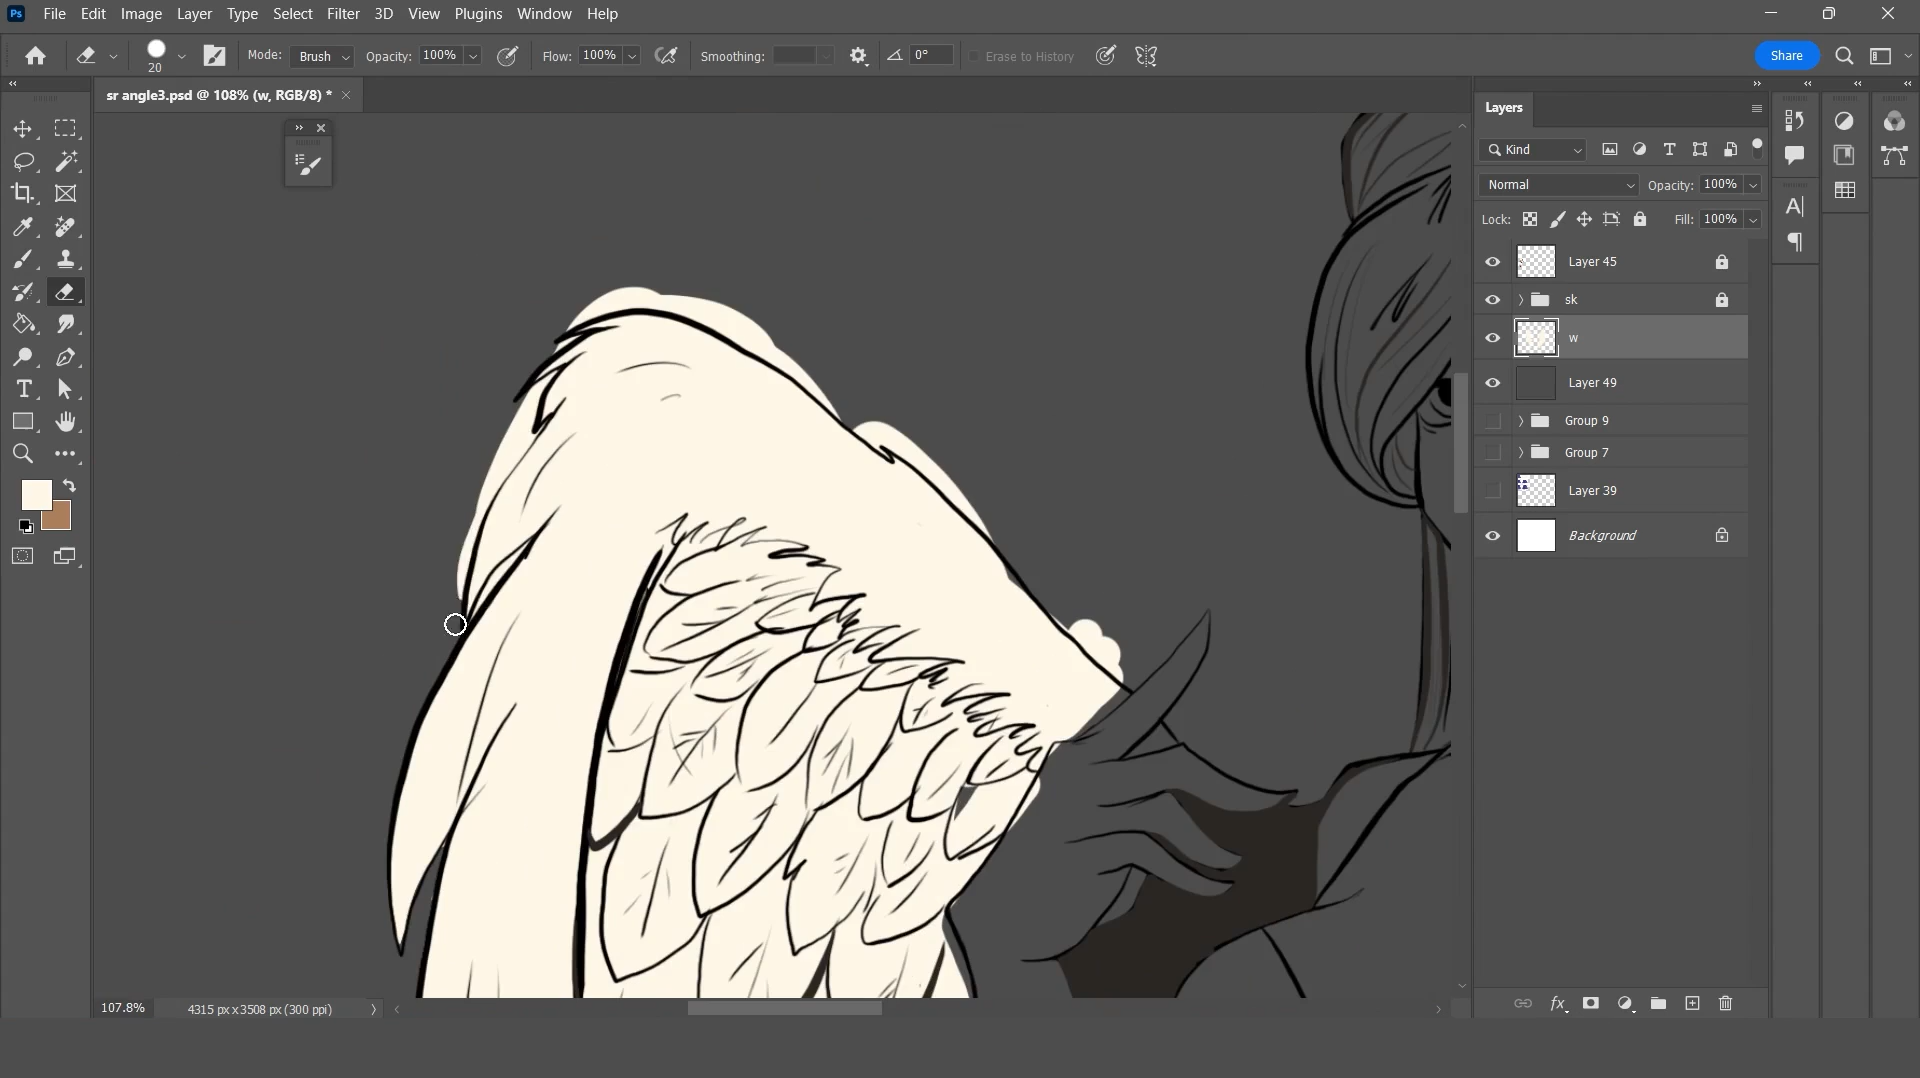 Ps File Edit Image Layer Type Select Filter 3D View Plugins Window Help
20 Mode: Brush Opacity: 100% Flow: 100% Smoothing: 0° Erase to History Share
sr angle3.psd @ 108% (w, RGB/8) *
Layers
Kind
Normal Opacity: 100%
Lock: Fill: 100%
Layer 45
sk
w
Layer 49
Group 9
Group 7
Layer 39
Background
107.8% 4315 px x 3508 px (300 ppi)